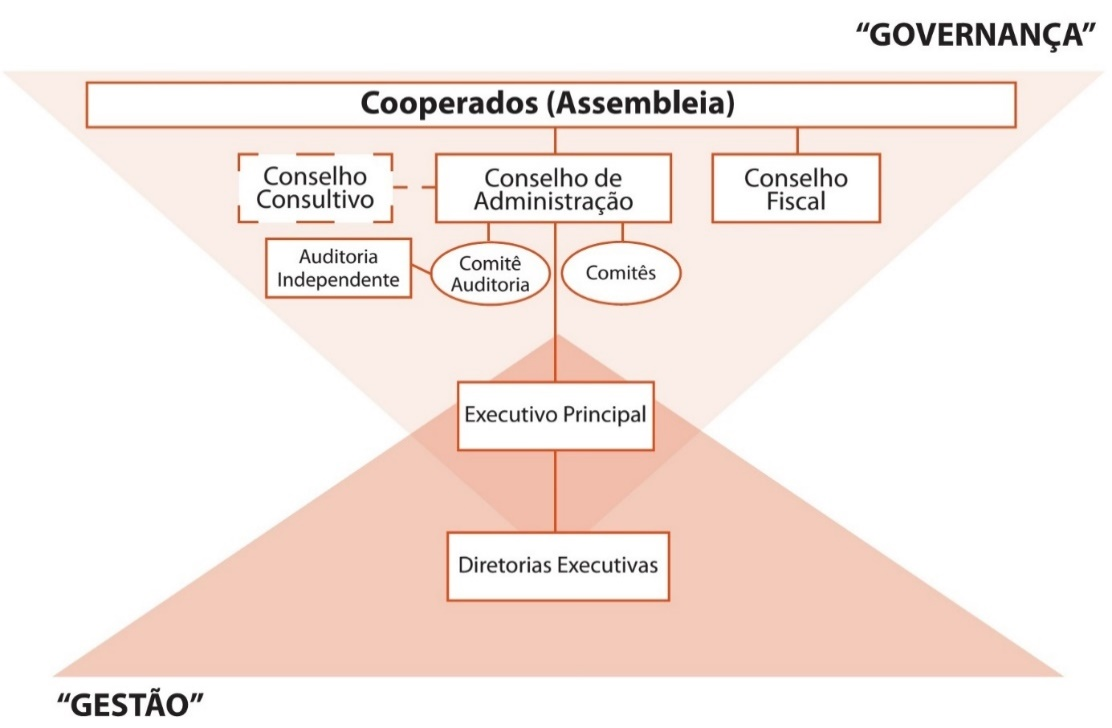 “GOVERNANÇA”
Cooperados (Assembleia)
Conselho
Consultivo
Conselho de
Administração
Conselho
Fiscal
Auditoria
Independente
Comitê
Auditoria
Comitês
Executivo Principal
Diretorias Executivas
“GESTÃO”